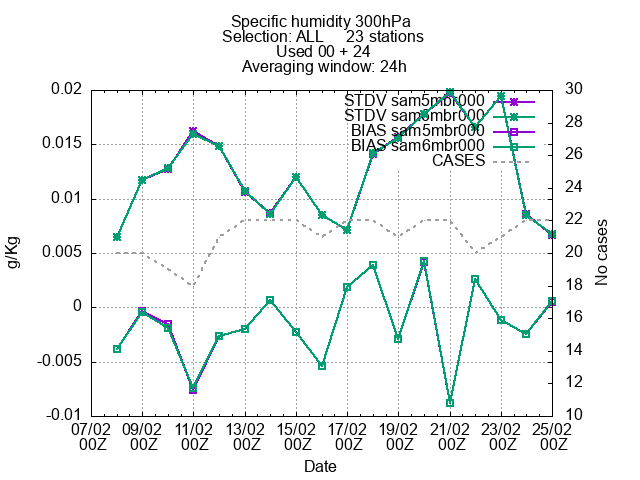 Specific humidity 300hPa
Selection: ALL 23 stations
Used 00 + 24
Averaging window: 24h
0.02
0.015
0.01
0.005
0
-0.005
-0.01
g/Kg
30
28
26
24
22
20
18
16
14
12
10
No cases
STDV sam5mbr000
STDV sam6mbr000
BIAS sam5mbr000
BIAS sam6mbr000
CASES
07/02 09/02 11/02 13/02 15/02 17/02 19/02 21/02 23/02 25/02
00Z 00Z 00Z 00Z 00Z 00Z 00Z 00Z 00Z 00Z
Date